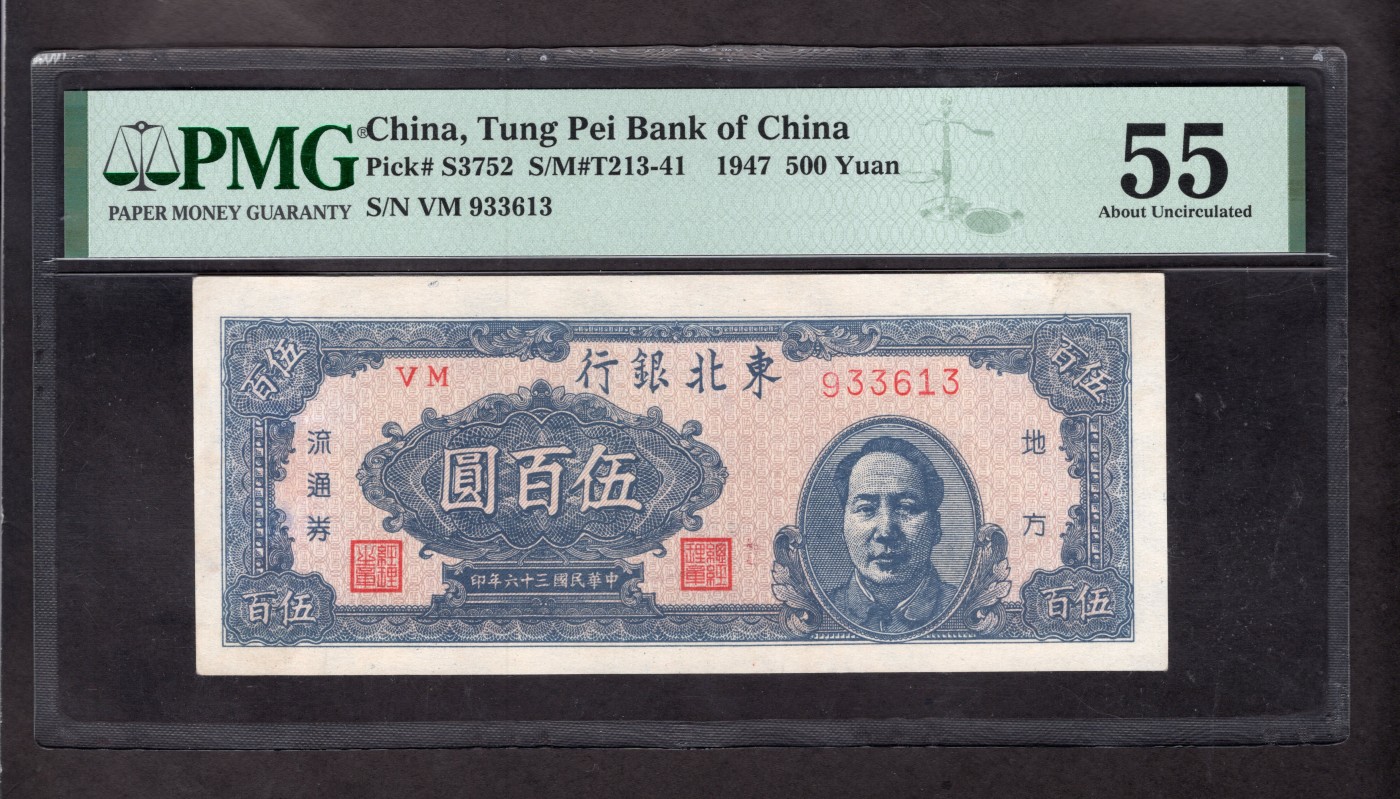 PMG®
PAPER MONEY GUARANTY
China, Tung Pei Bank of China
Pick# S3752 S/M#T213-41 1947 500 Yuan
S/N VM 933613
55
About Uncirculated
行銀北東
VM
933613
百伍
百伍
流通券
圓百伍
地方
印年六十三國民華中
百伍
百伍